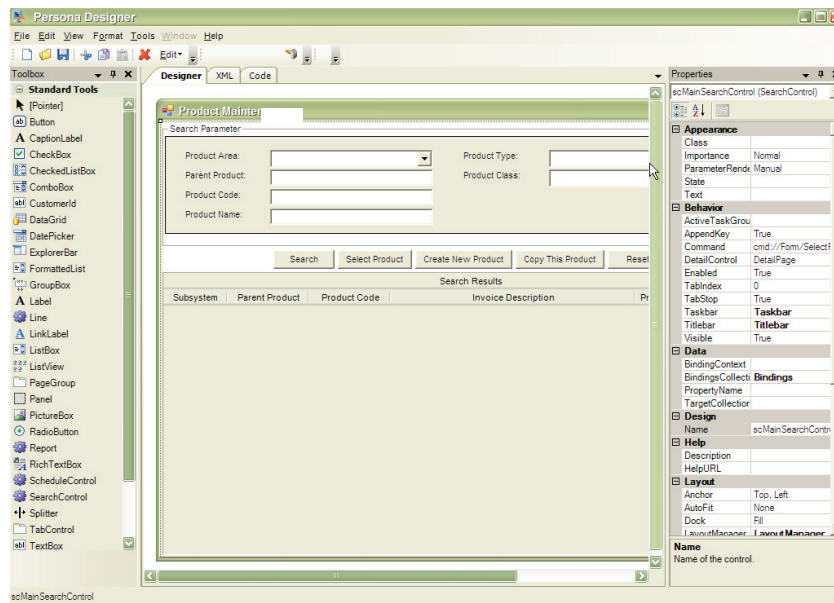 Persona Designer
File Edit View Format Tools Window Help
Edit
Toolbox
Standard Tools
[Pointer]
Button
CaptionLabel
CheckBox
CheckedListBox
ComboBox
CustomerId
DataGrid
DatePicker
ExplorerBar
FormattedList
GroupBox
Label
Line
LinkLabel
ListBox
ListView
PageGroup
Panel
PictureBox
RadioButton
Report
RichTextBox
ScheduleControl
SearchControl
Splitter
TabControl
TextBox
Designer XML Code
Product Mainten
Search Parameter
Product Area: Product Type:
Parent Product: Product Class:
Product Code:
Product Name:
Search Select Product Create New Product Copy This Product Reset
Search Results
Subsystem Parent Product Product Code Invoice Description Pr
Properties
scMainSearchControl (SearchControl)
Appearance
Class
Importance Normal
ParameterRende Manual
State
Text
Behavior
ActiveTaskGrou
AppendKey True
Command cmd://Form/SelectF
DetailControl DetailPage
Enabled True
TabIndex 0
TabStop True
Taskbar Taskbar
Titlebar Titlebar
Visible True
Data
BindingContext
BindingsCollecti Bindings
PropertyName
TargetCollection
Design
Name scMainSearchContr
Help
Description
HelpURL
Layout
Anchor Top, Left
AutoFit None
Dock Fill
LayoutManager LayoutManager
Name
Name of the control.
scMainSearchControl